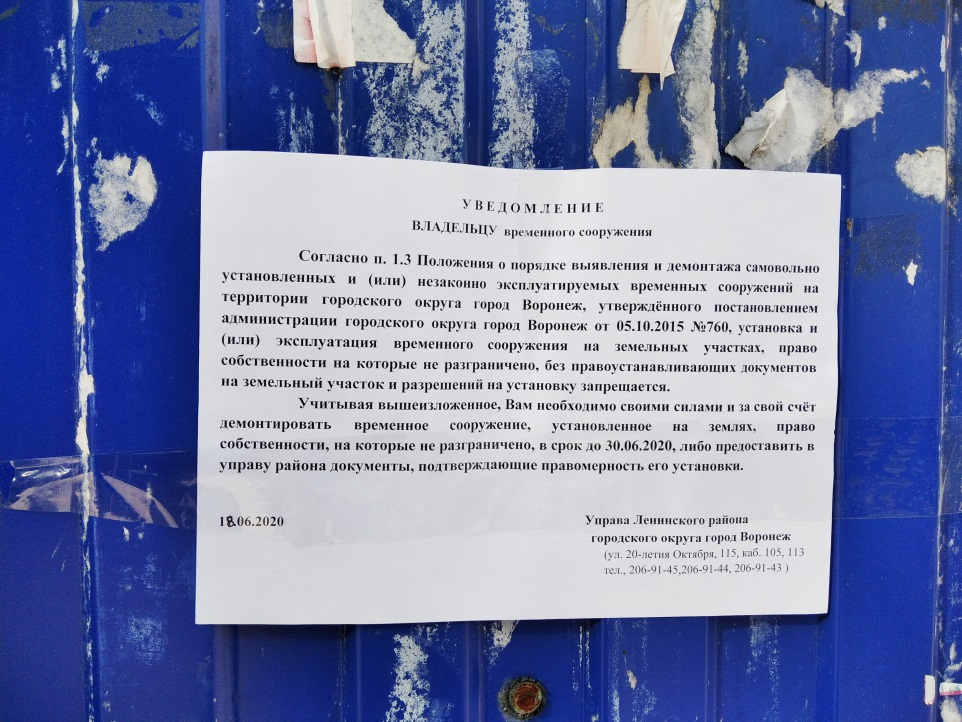 УВЕДОМЛЕНИЕ
ВЛАДЕЛЬЦУ временного сооружения
Согласно п. 1.3 Положения о порядке выявления и демонтажа самовольно
установленных и (или) незаконно эксплуатируемых временных сооружений на
территории городского округа город Воронеж, утверждённого постановлением
администрации городского округа город Воронеж от 05.10.2015 №760, установка и
(или) эксплуатация временного сооружения на земельных участках, право
собственности на которые не разграничено, без правоустанавливающих документов
на земельный участок и разрешений на установку запрещается.
Учитывая вышеизложенное, Вам необходимо своими силами и за свой счёт
демонтировать временное сооружение, установленное на землях, право
собственности, на которые не разграничено, в срок до 30.06.2020, либо предоставить в
управу района документы, подтверждающие правомерность его установки.
18.06.2020
Управа Ленинского района
городского округа город Воронеж
(ул. 20-летия Октября, 115, каб. 105, 113
тел., 206-91-45,206-91-44, 206-91-43 )